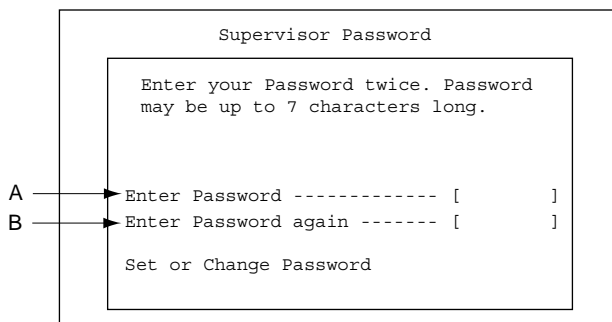 Supervisor Password
Enter your Password twice. Password
may be up to 7 characters long.
A
Enter Password ------------- [ ]
B
Enter Password again ------- [ ]
Set or Change Password